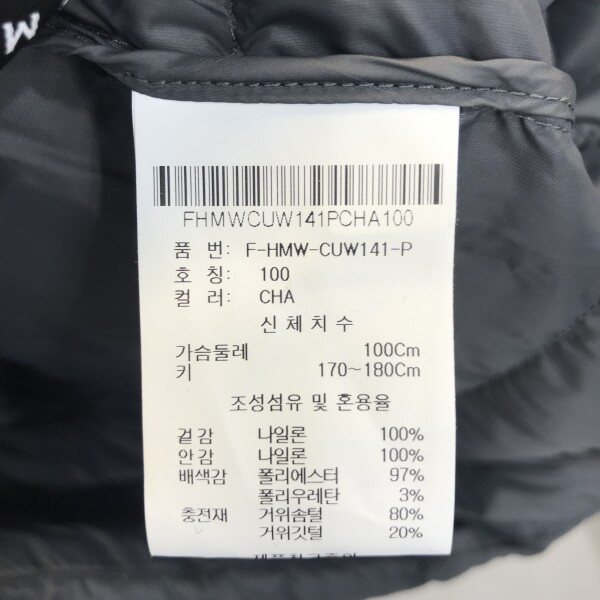 FHMWCUW141PCHA100
품 번: F-HMW-CUW141-P
호 칭: 100
컬 러: CHA
신체치수
가슴둘레 100Cm
키 170~180Cm
조성섬유 및 혼용율
겉감 나일론 100%
안감 나일론 100%
배색감 폴리에스터 97%
폴리우레탄 3%
충전재 거위솜털 80%
거위깃털 20%